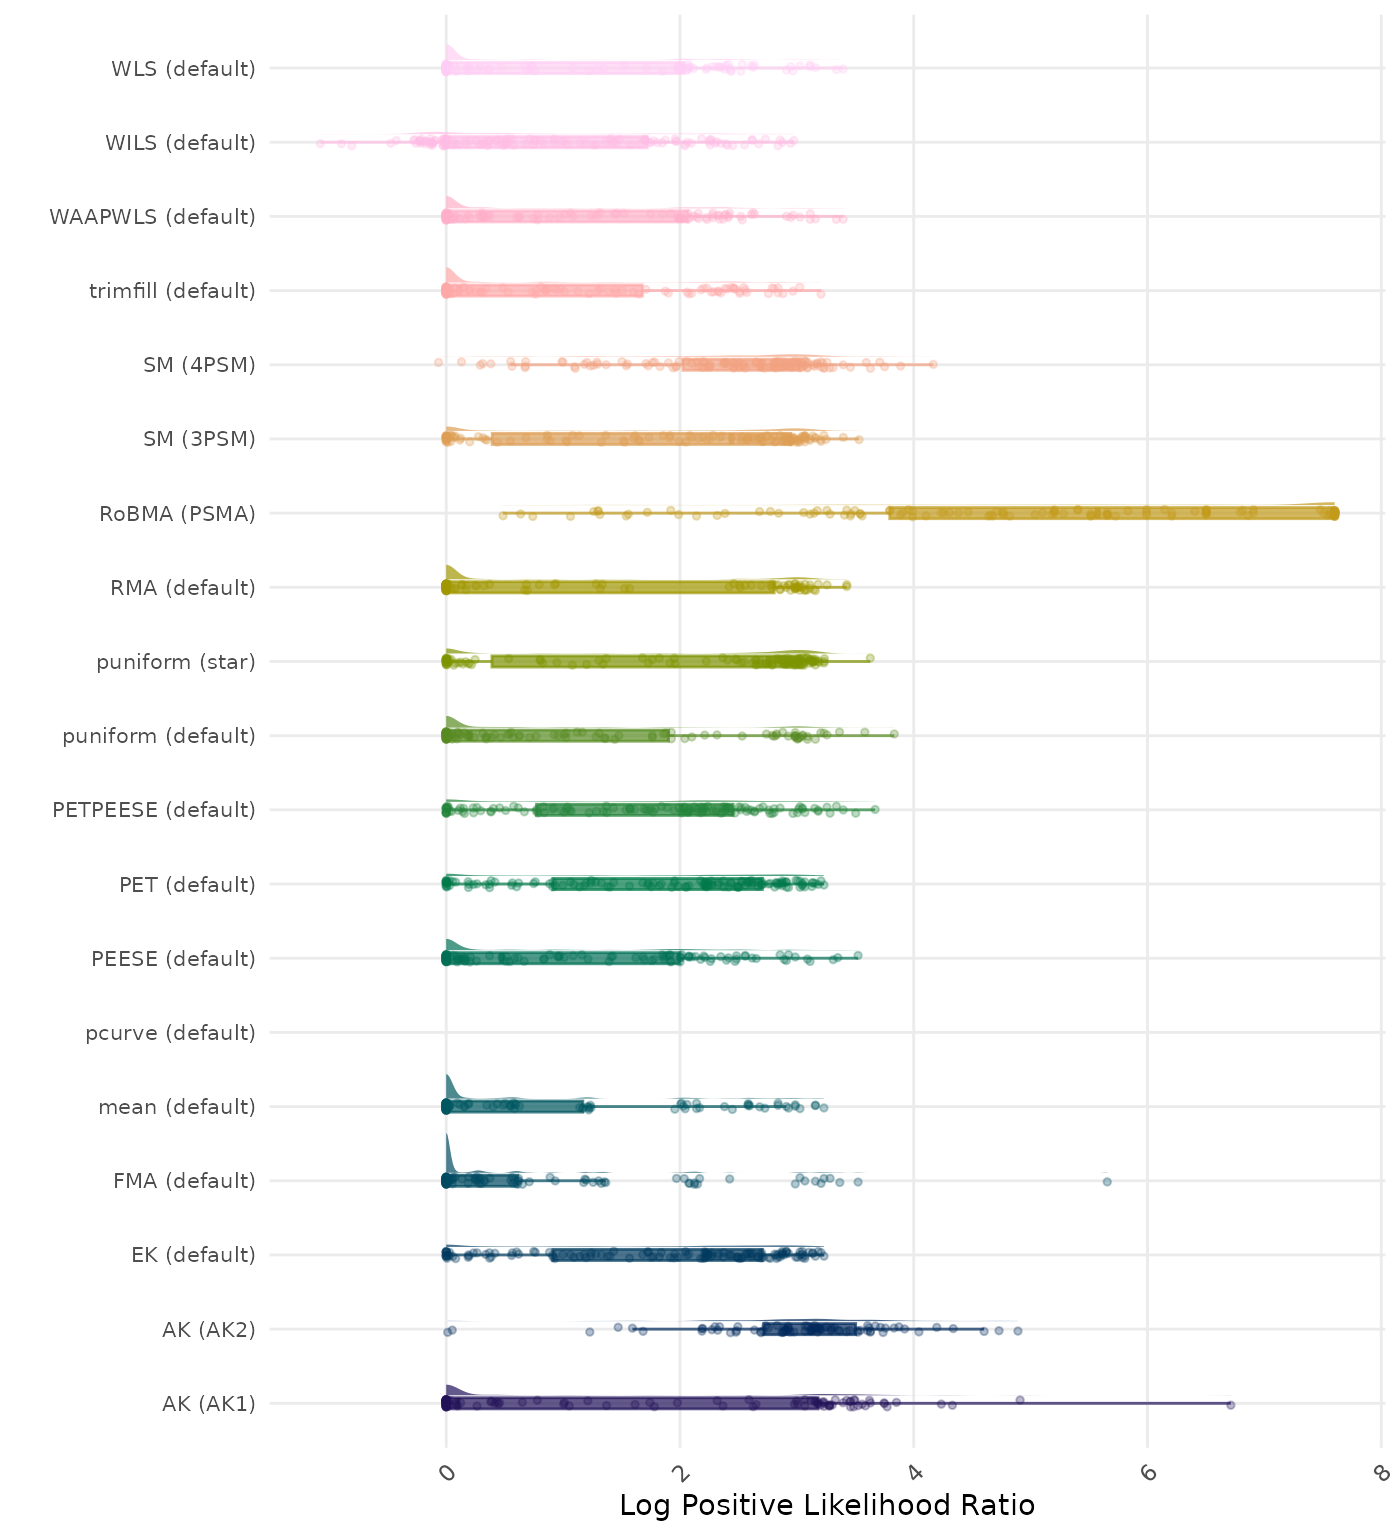 WLS (default)
WILS (default)
WAAPWLS (default)
trimfill (default)
SM (4PSM)
SM (3PSM)
RoBMA (PSMA)
RMA (default)
puniform (star)
puniform (default)
PETPEESE (default)
PET (default)
PEESE (default)
pcurve (default)
mean (default)
FMA (default)
EK (default)
AK (AK2)
AK (AK1)
0 2 4 6 8
Log Positive Likelihood Ratio